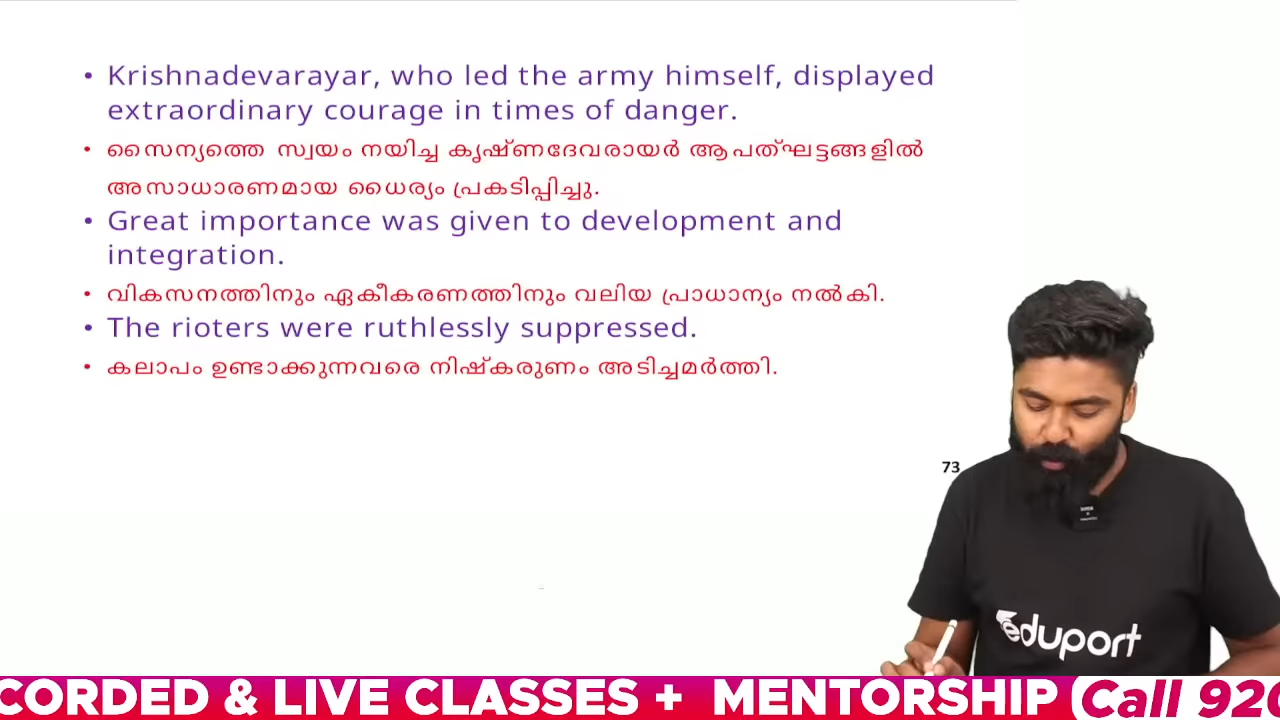 • Krishnadevarayar, who led the army himself, displayed
extraordinary courage in times of danger.
• സൈന്യത്തെ സ്വയം നയിച്ച കൃഷ്ണദേവരായർ ആപത്ഘട്ടങ്ങളിൽ
അസാധാരണമായ ധൈര്യം പ്രകടിപ്പിച്ചു.
• Great importance was given to development and
integration.
• വികസനത്തിനും ഏകീകരണത്തിനും വലിയ പ്രാധാന്യം നൽകി.
• The rioters were ruthlessly suppressed.
• കലാപം ഉണ്ടാക്കുന്നവരെ നിഷ്കരുണം അടിച്ചമർത്തി.
73
eduport
CORDED & LIVE CLASSES + MENTORSHIP (Call 920